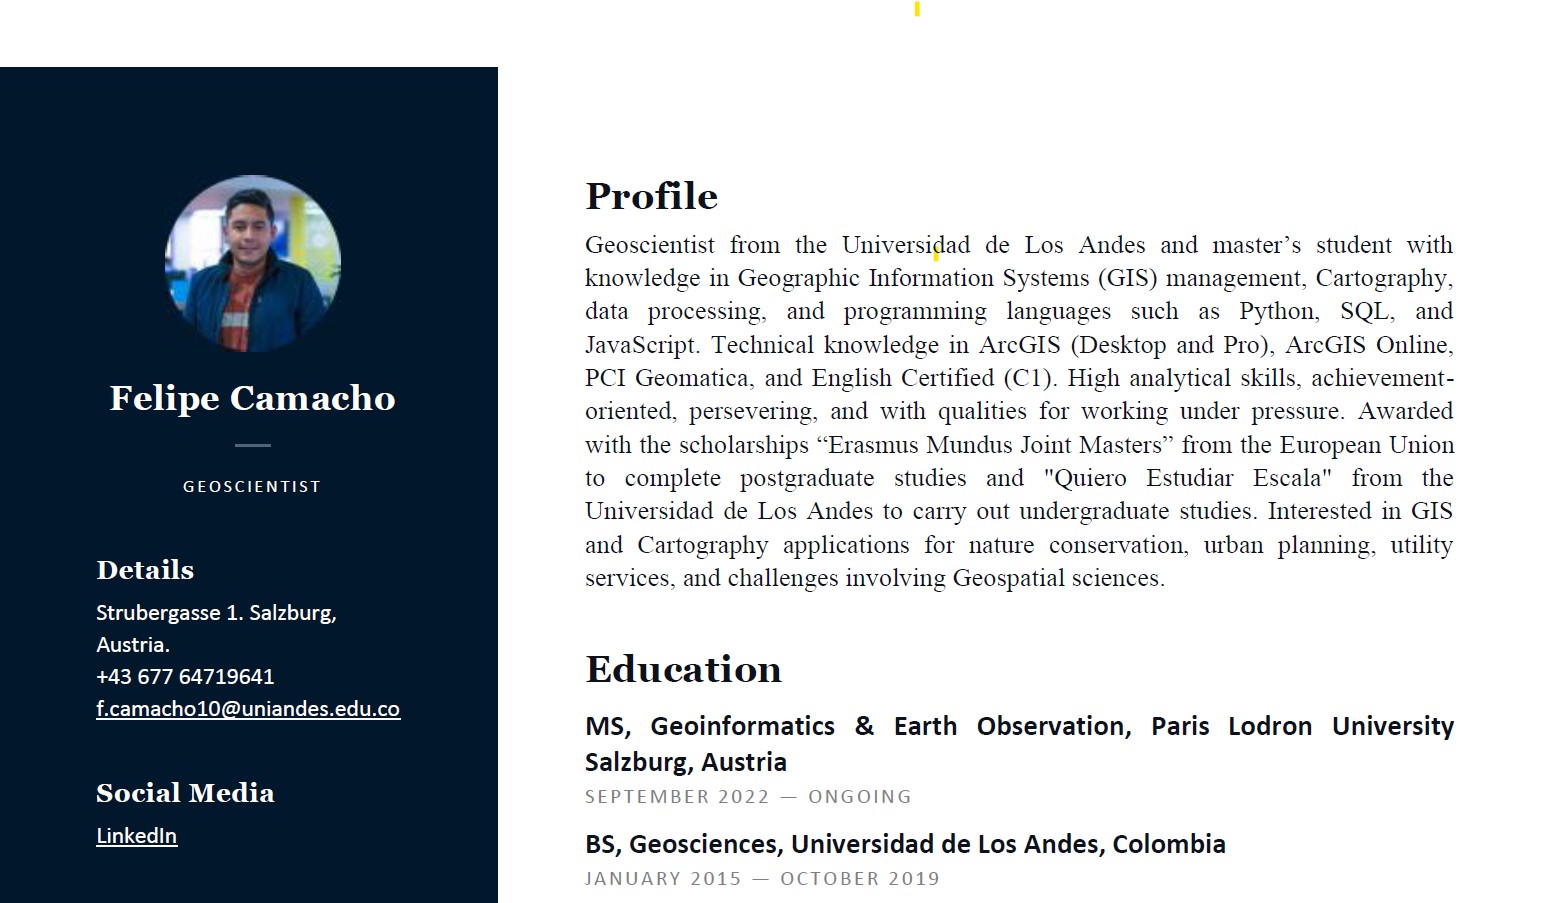 Felipe Camacho
GEOSCIENTIST
Details
Strubergasse 1. Salzburg,
Austria.
+43 677 64719641
f.camacho10@uniandes.edu.co
Social Media
LinkedIn
Profile
Geoscientist from the Universidad de Los Andes and master’s student with
knowledge in Geographic Information Systems (GIS) management, Cartography,
data processing, and programming languages such as Python, SQL, and
JavaScript. Technical knowledge in ArcGIS (Desktop and Pro), ArcGIS Online,
PCI Geomatica, and English Certified (C1). High analytical skills, achievement-
oriented, persevering, and with qualities for working under pressure. Awarded
with the scholarships “Erasmus Mundus Joint Masters” from the European Union
to complete postgraduate studies and "Quiero Estudiar Escala" from the
Universidad de Los Andes to carry out undergraduate studies. Interested in GIS
and Cartography applications for nature conservation, urban planning, utility
services, and challenges involving Geospatial sciences.
Education
MS, Geoinformatics & Earth Observation, Paris Lodron University
Salzburg, Austria
SEPTEMBER 2022 — ONGOING
BS, Geosciences, Universidad de Los Andes, Colombia
JANUARY 2015 — OCTOBER 2019